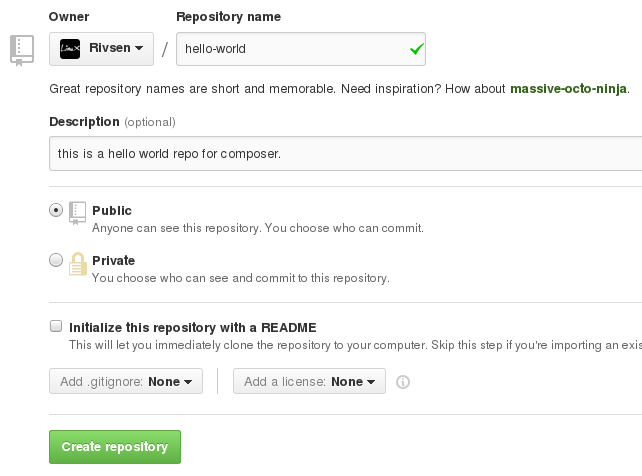 Owner Repository name
Rivsen / hello-world
Great repository names are short and memorable. Need inspiration? How about massive-octo-ninja.
Description (optional)
this is a hello world repo for composer.
Public
Anyone can see this repository. You choose who can commit.
Private
You choose who can see and commit to this repository.
Initialize this repository with a README
This will let you immediately clone the repository to your computer. Skip this step if you're importing an exis
Add .gitignore: None Add a license: None
Create repository